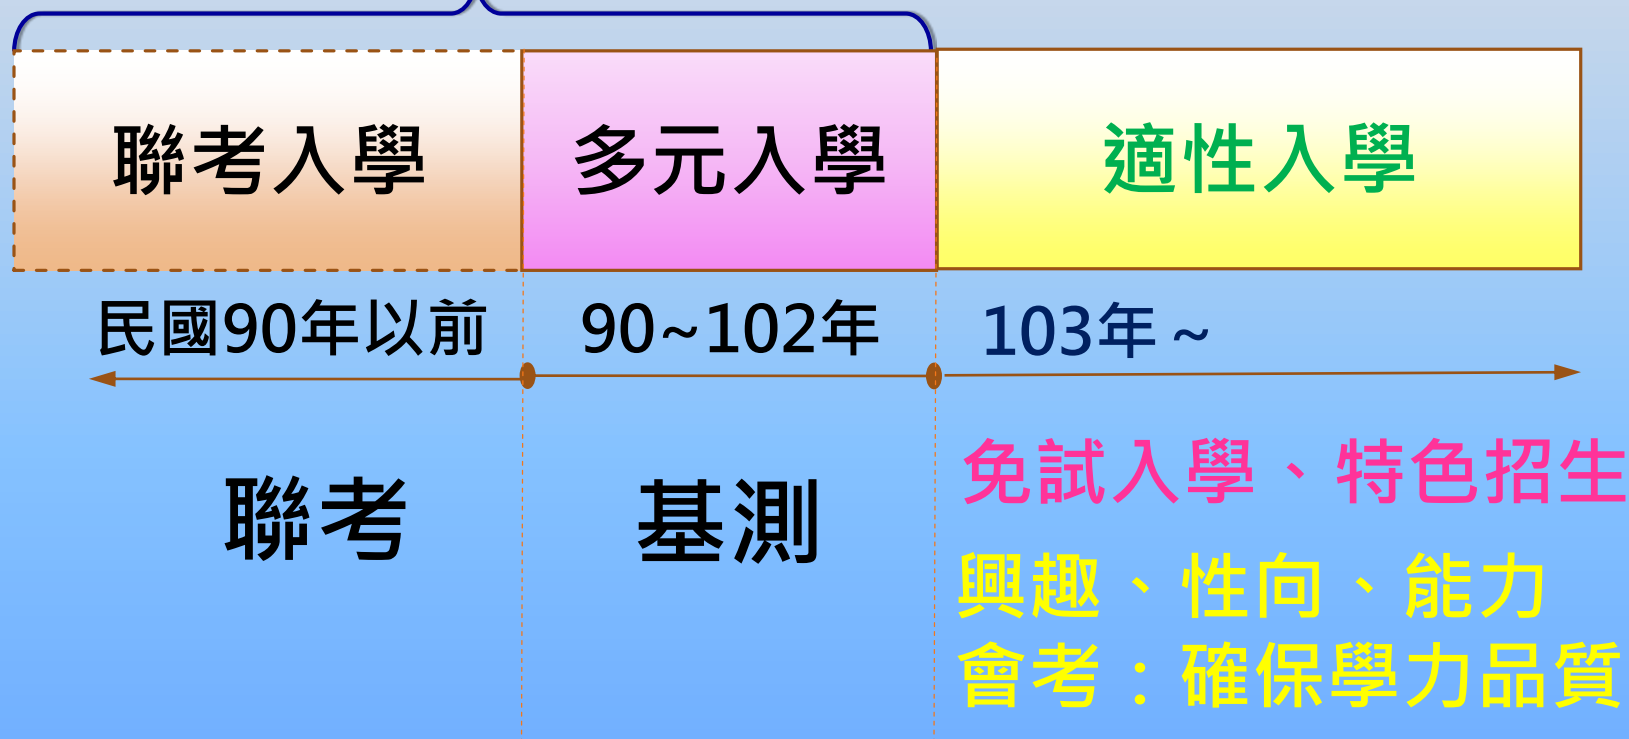 聯考入學
多元入學
適性入學
民國90年以前
90~102年
103年 ~
聯考
基測
免試入學、特色招生
興趣、性向、能力
會考：確保學力品質